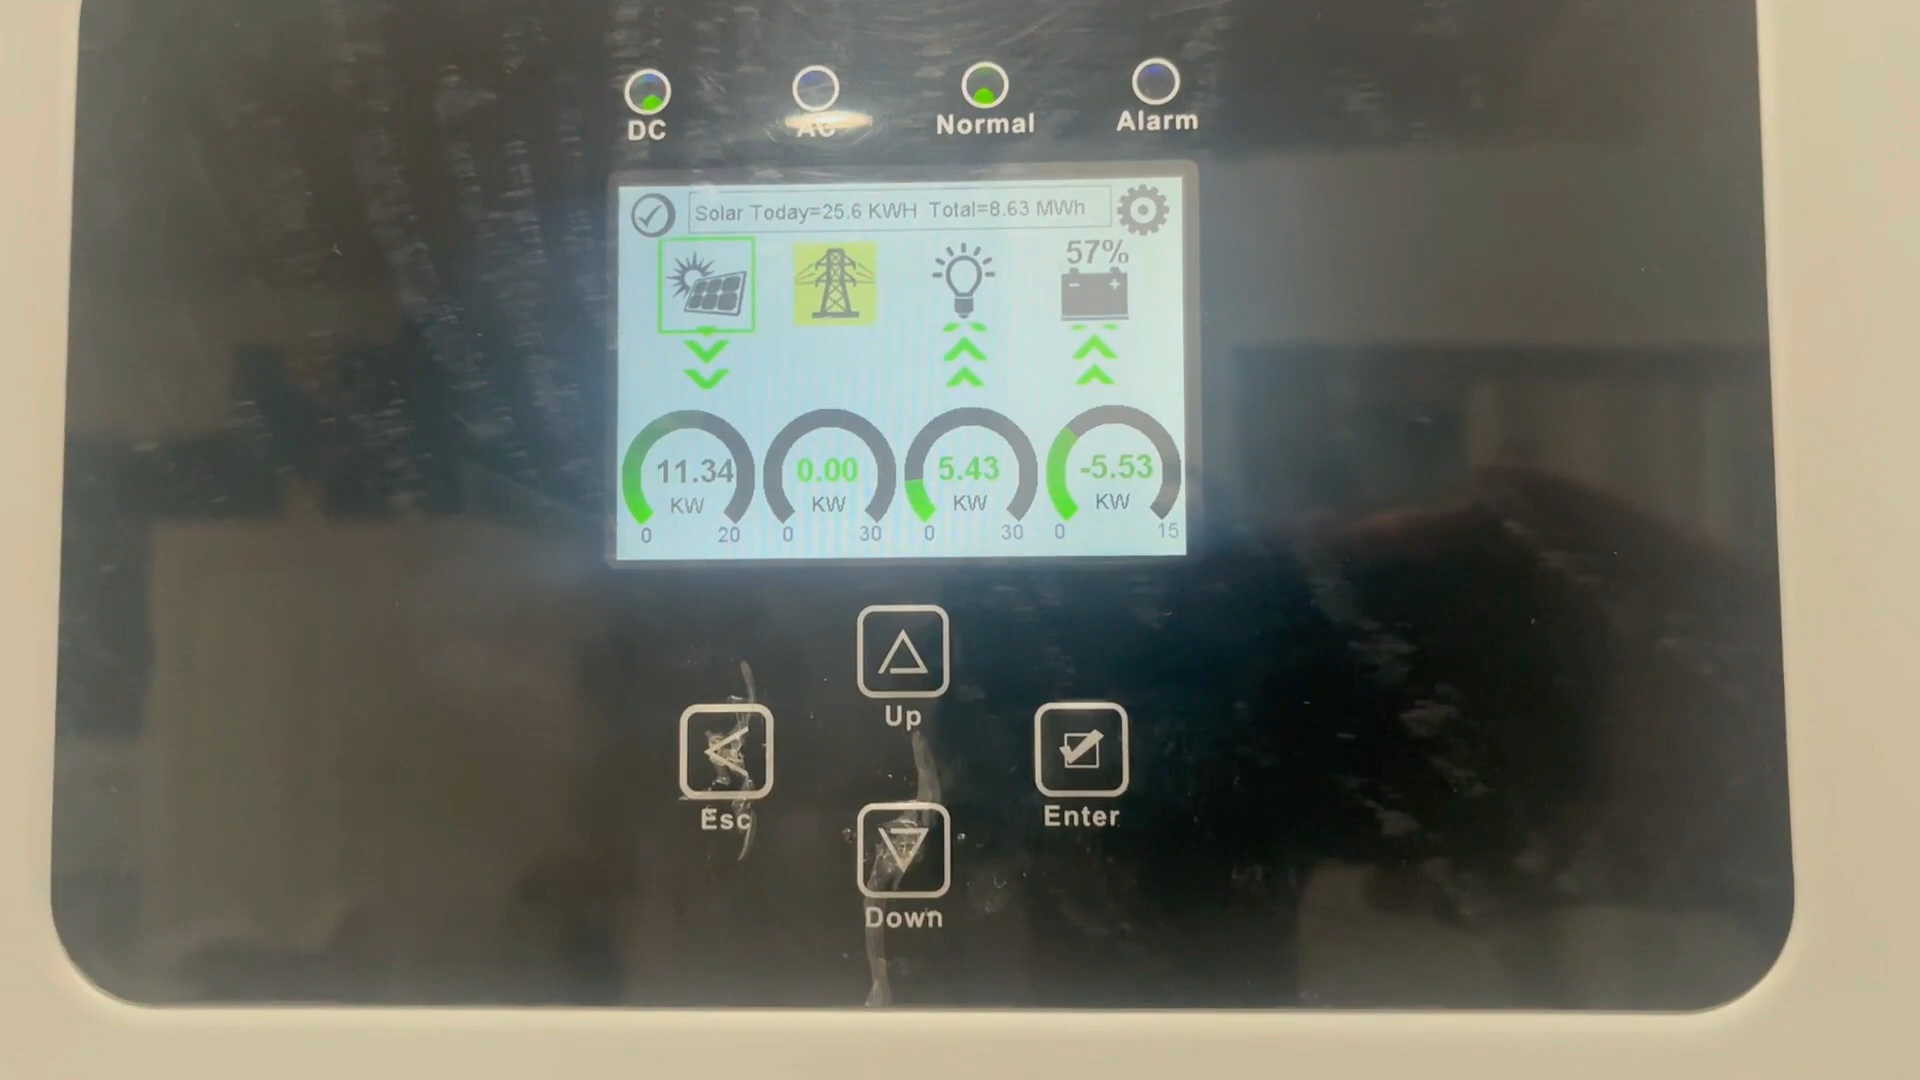 DC
AC
Normal
Alarm
Solar Today=25.6 KWH Total=8.63 MWh
57%
11.34
KW
0 20
0.00
KW
0 30
5.43
KW
0 30
-5.53
KW
0 15
Up
Esc
Enter
Down